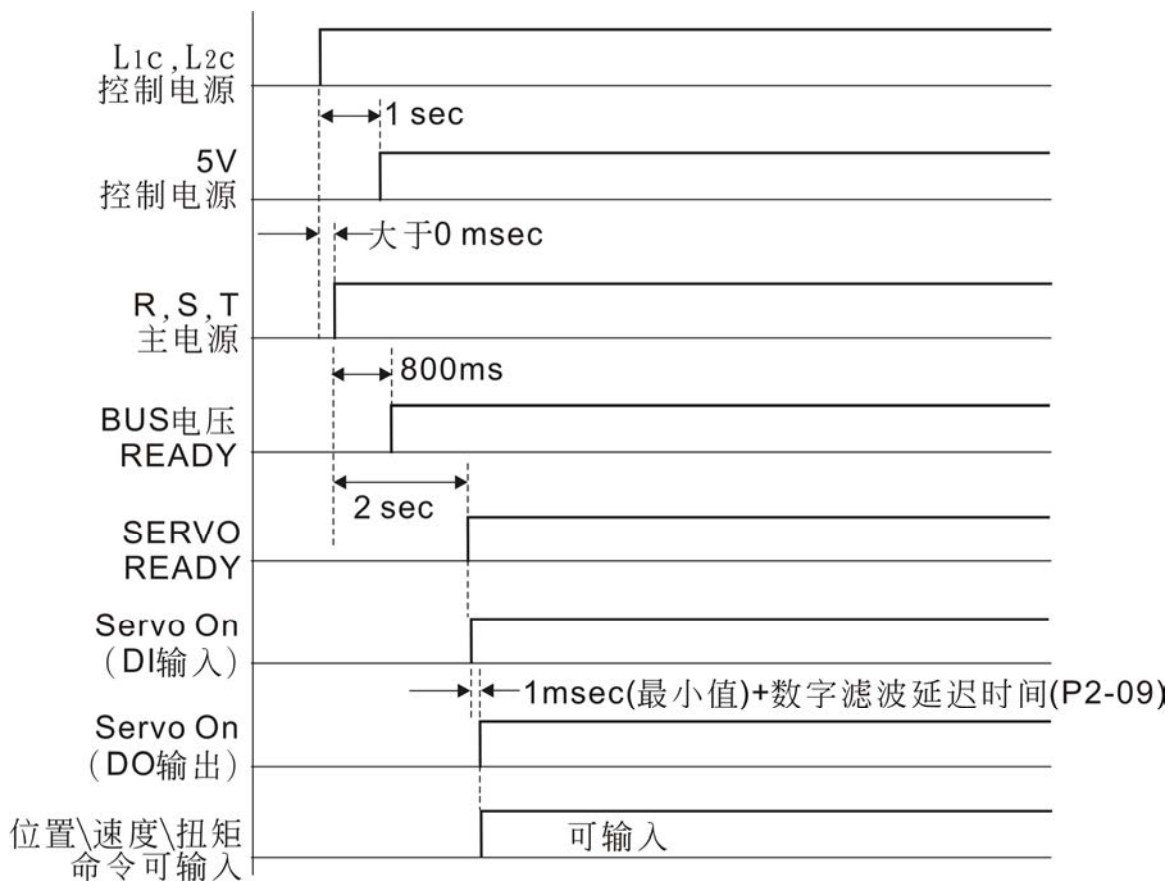 L1c,L2c
控制电源
1 sec
5V
控制电源
大于0 msec
R,S,T
主电源
800ms
BUS电压
READY
2 sec
SERVO
READY
Servo On
(DI输入)
1msec(最小值)+数字滤波延迟时间(P2-09)
Servo On
(DO输出)
位置\速度\扭矩
命令可输入
可输入